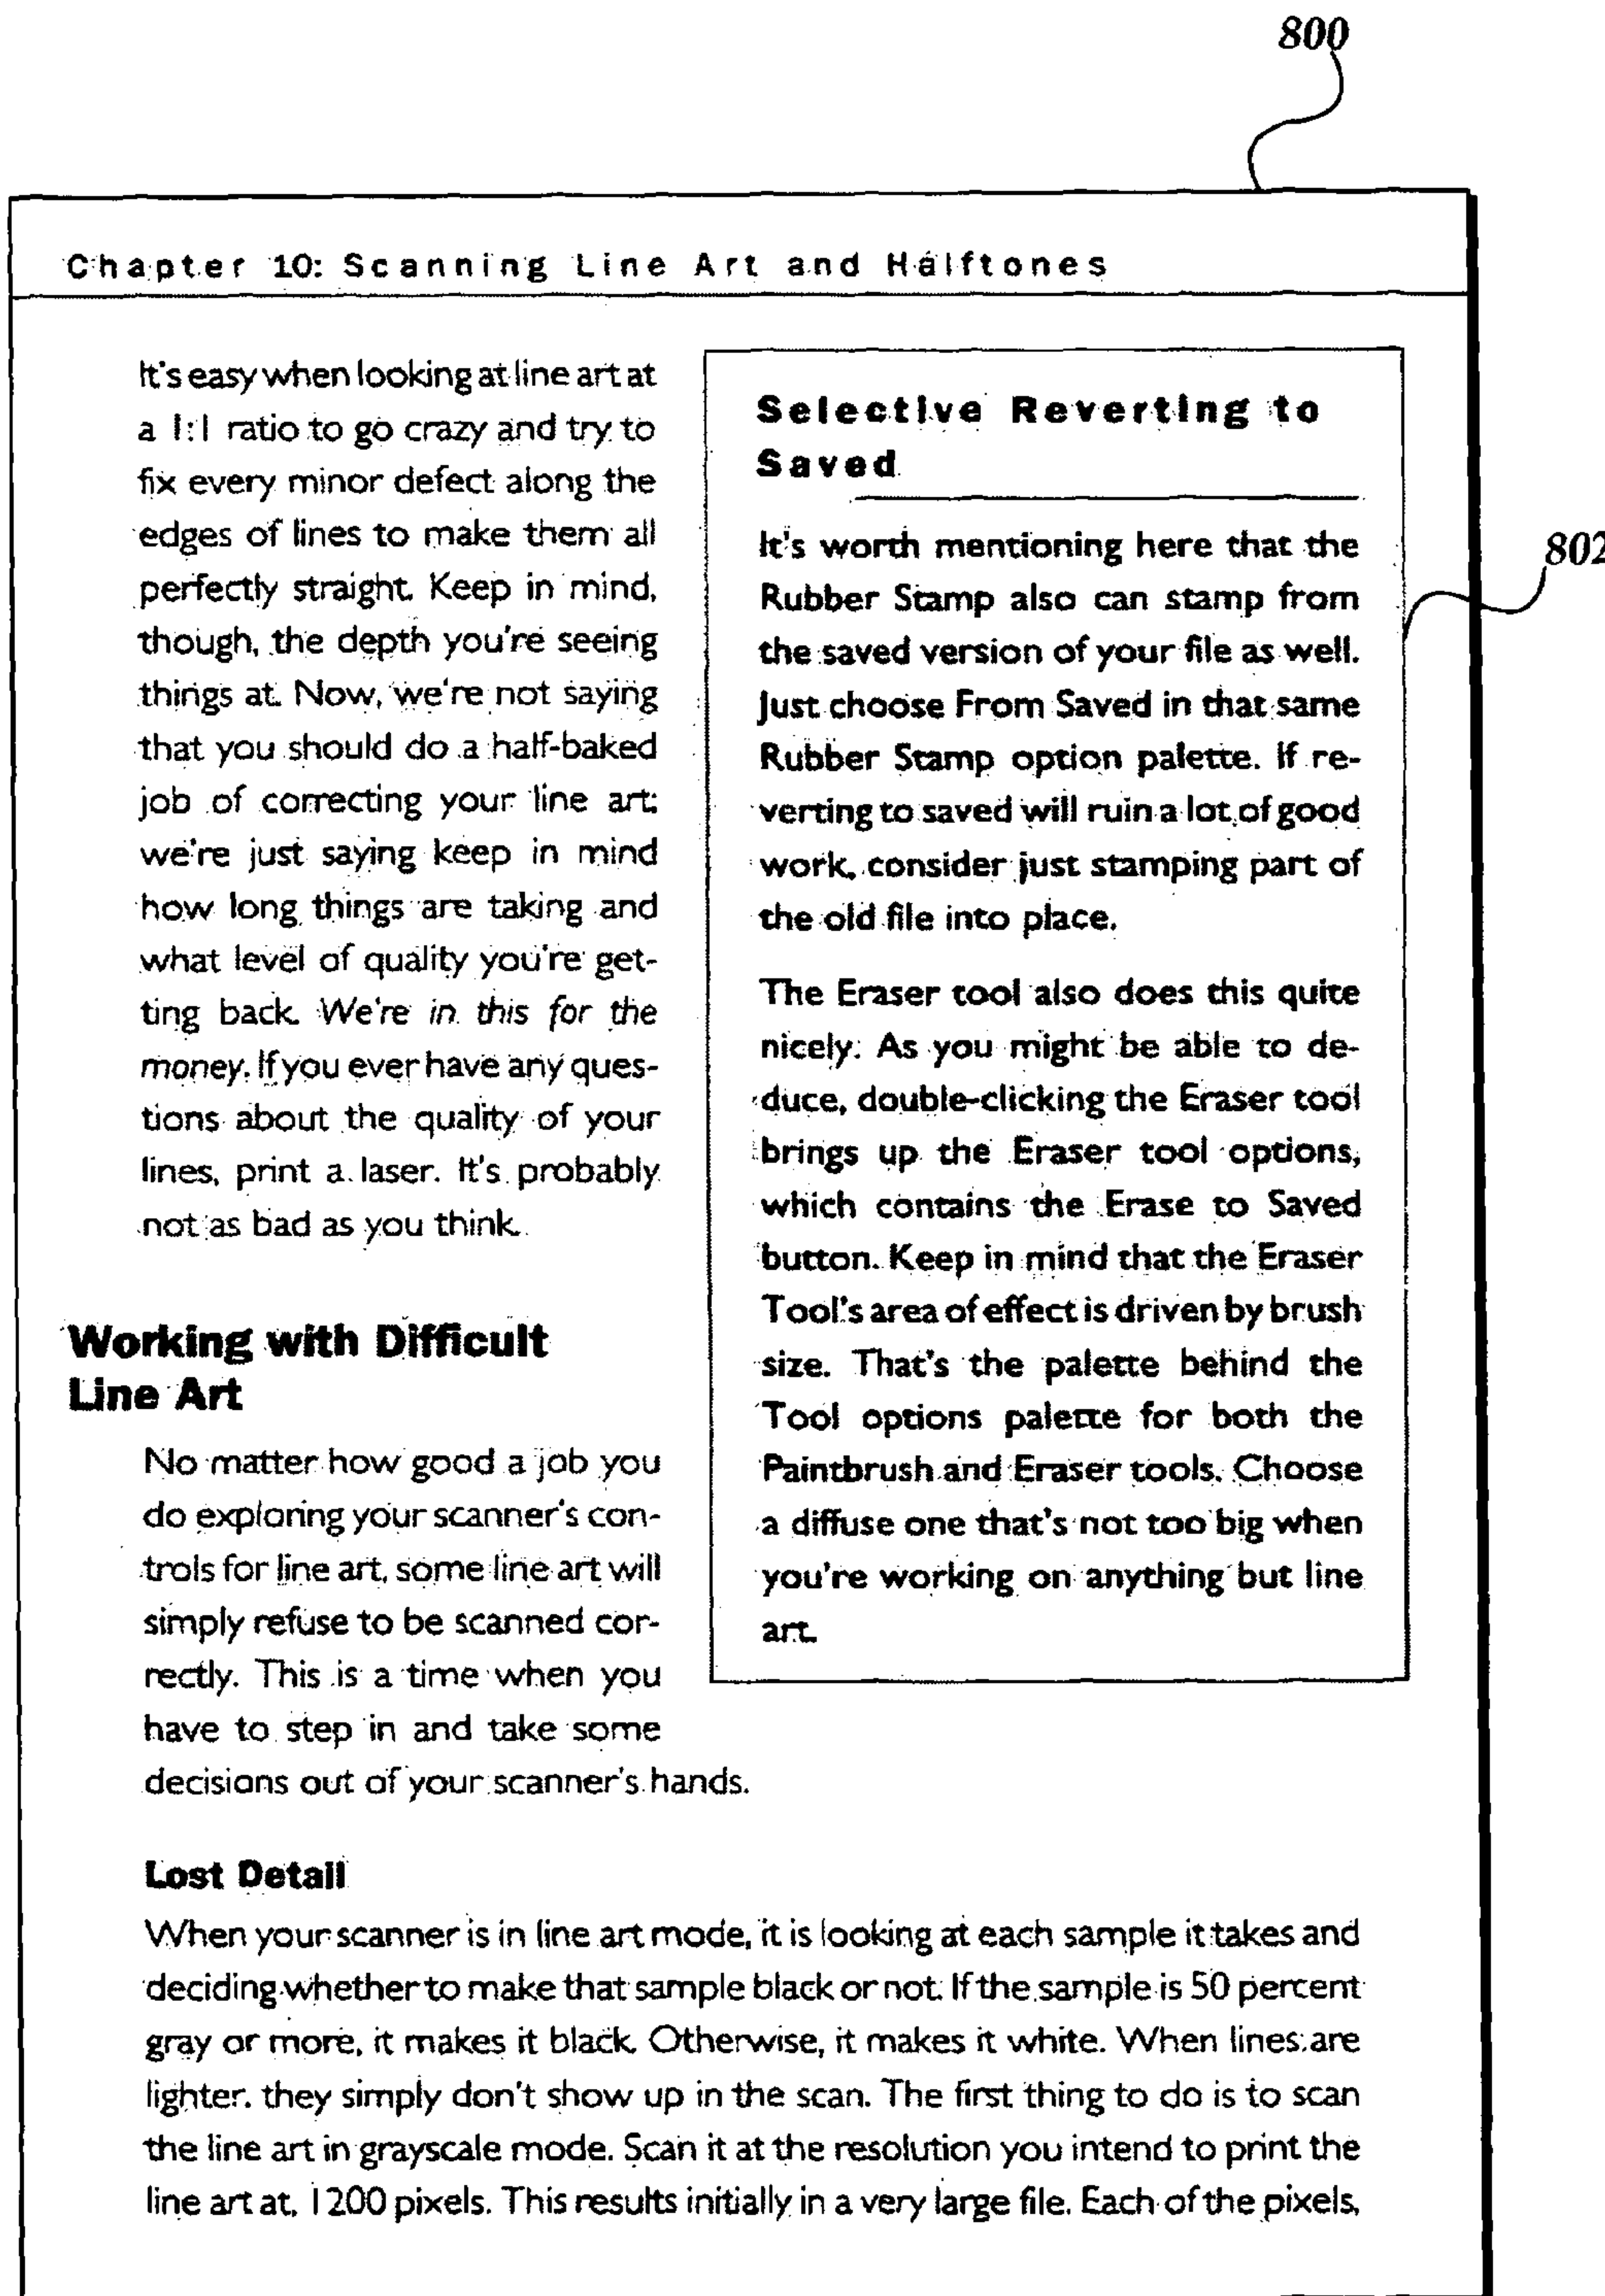 800
Chapter 10: Scanning Line Art and Halftones
It's easy when looking at line art at
a 1:1 ratio to go crazy and try to
fix every minor defect along the
edges of lines to make them all
perfectly straight. Keep in mind,
though, the depth you're seeing
things at. Now, we're not saying
that you should do a half-baked
job of correcting your line art;
we're just saying keep in mind
how long things are taking and
what level of quality you're get-
ting back. We're in this for the
money. If you ever have any ques-
tions about the quality of your
lines, print a laser. It's probably
not as bad as you think.
Working with Difficult
Line Art
No matter how good a job you
do exploring your scanner's con-
trols for line art, some line art will
simply refuse to be scanned cor-
rectly. This is a time when you
have to step in and take some
decisions out of your scanner's hands.
Selective Reverting to
Saved
It's worth mentioning here that the
Rubber Stamp also can stamp from
the saved version of your file as well.
Just choose From Saved in that same
Rubber Stamp option palette. If re-
verting to saved will ruin a lot of good
work, consider just stamping part of
the old file into place.
The Eraser tool also does this quite
nicely. As you might be able to de-
duce, double-clicking the Eraser tool
brings up the Eraser tool options,
which contains the Erase to Saved
button. Keep in mind that the Eraser
Tool's area of effect is driven by brush
size. That's the palette behind the
Tool options palette for both the
Paintbrush and Eraser tools. Choose
a diffuse one that's not too big when
you're working on anything but line
art.
802
Lost Detail
When your scanner is in line art mode, it is looking at each sample it takes and
deciding whether to make that sample black or not. If the sample is 50 percent
gray or more, it makes it black. Otherwise, it makes it white. When lines are
lighter, they simply don't show up in the scan. The first thing to do is to scan
the line art in grayscale mode. Scan it at the resolution you intend to print the
line art at, 1200 pixels. This results initially in a very large file. Each of the pixels,